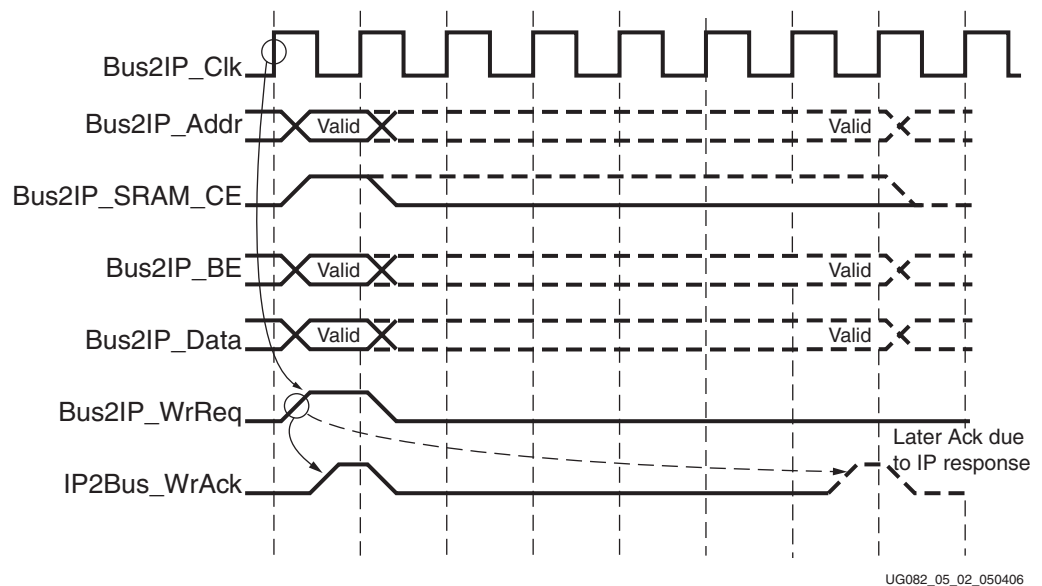 Bus2IP_Clk
Bus2IP_Addr
Valid
Valid
Bus2IP_SRAM_CE
Bus2IP_BE
Valid
Valid
Bus2IP_Data
Valid
Valid
Bus2IP_WrReq
Later Ack due
to IP response
IP2Bus_WrAck
UG082_05_02_050406